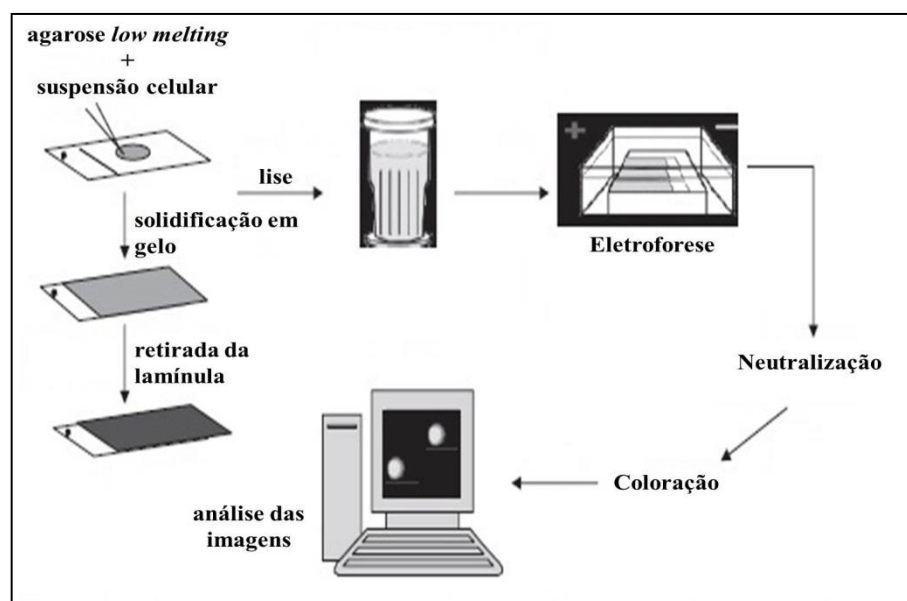 agarose low melting
+
suspensão celular
lise
solidificação em
gelo
retirada da
lamínula
+ −
Eletroforese
Neutralização
Coloração
análise das
imagens